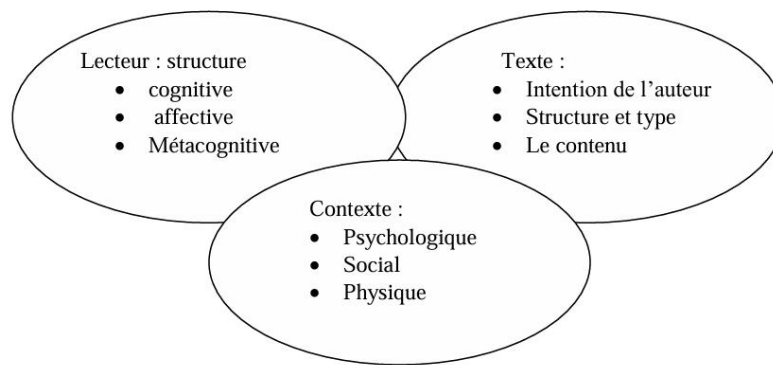 Lecteur : structure
• cognitive
• affective
• Métacognitive
Texte :
• Intention de l’auteur
• Structure et type
• Le contenu
Contexte :
• Psychologique
• Social
• Physique